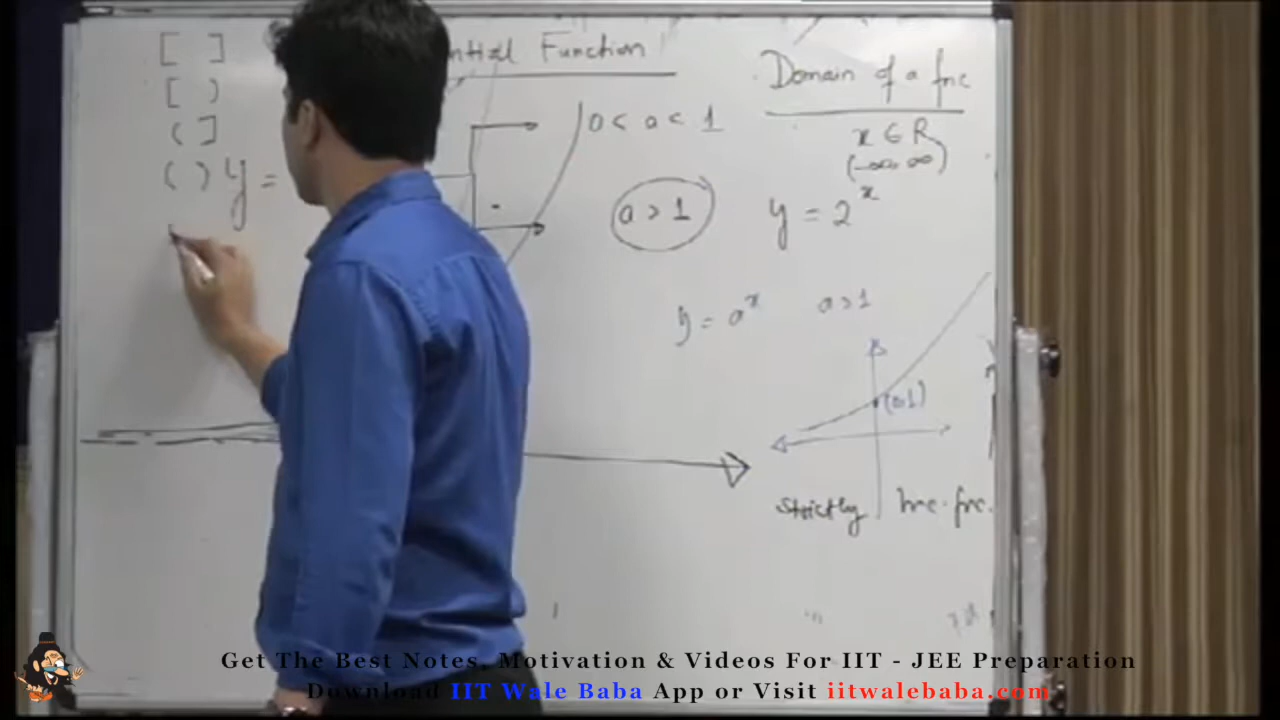 [ ]
[ )
( ]
( ) y =
ntial Function
0 < a < 1
a > 1
Domain of a fnc
x ∈ R
(-∞, ∞)
y = 2^x
y = a^x a > 1
(0,1)
Strictly Inc. fnc.
Get The Best Notes, Motivation & Videos For IIT - JEE Preparation
Download IIT Wale Baba App or Visit iitwalebaba.com